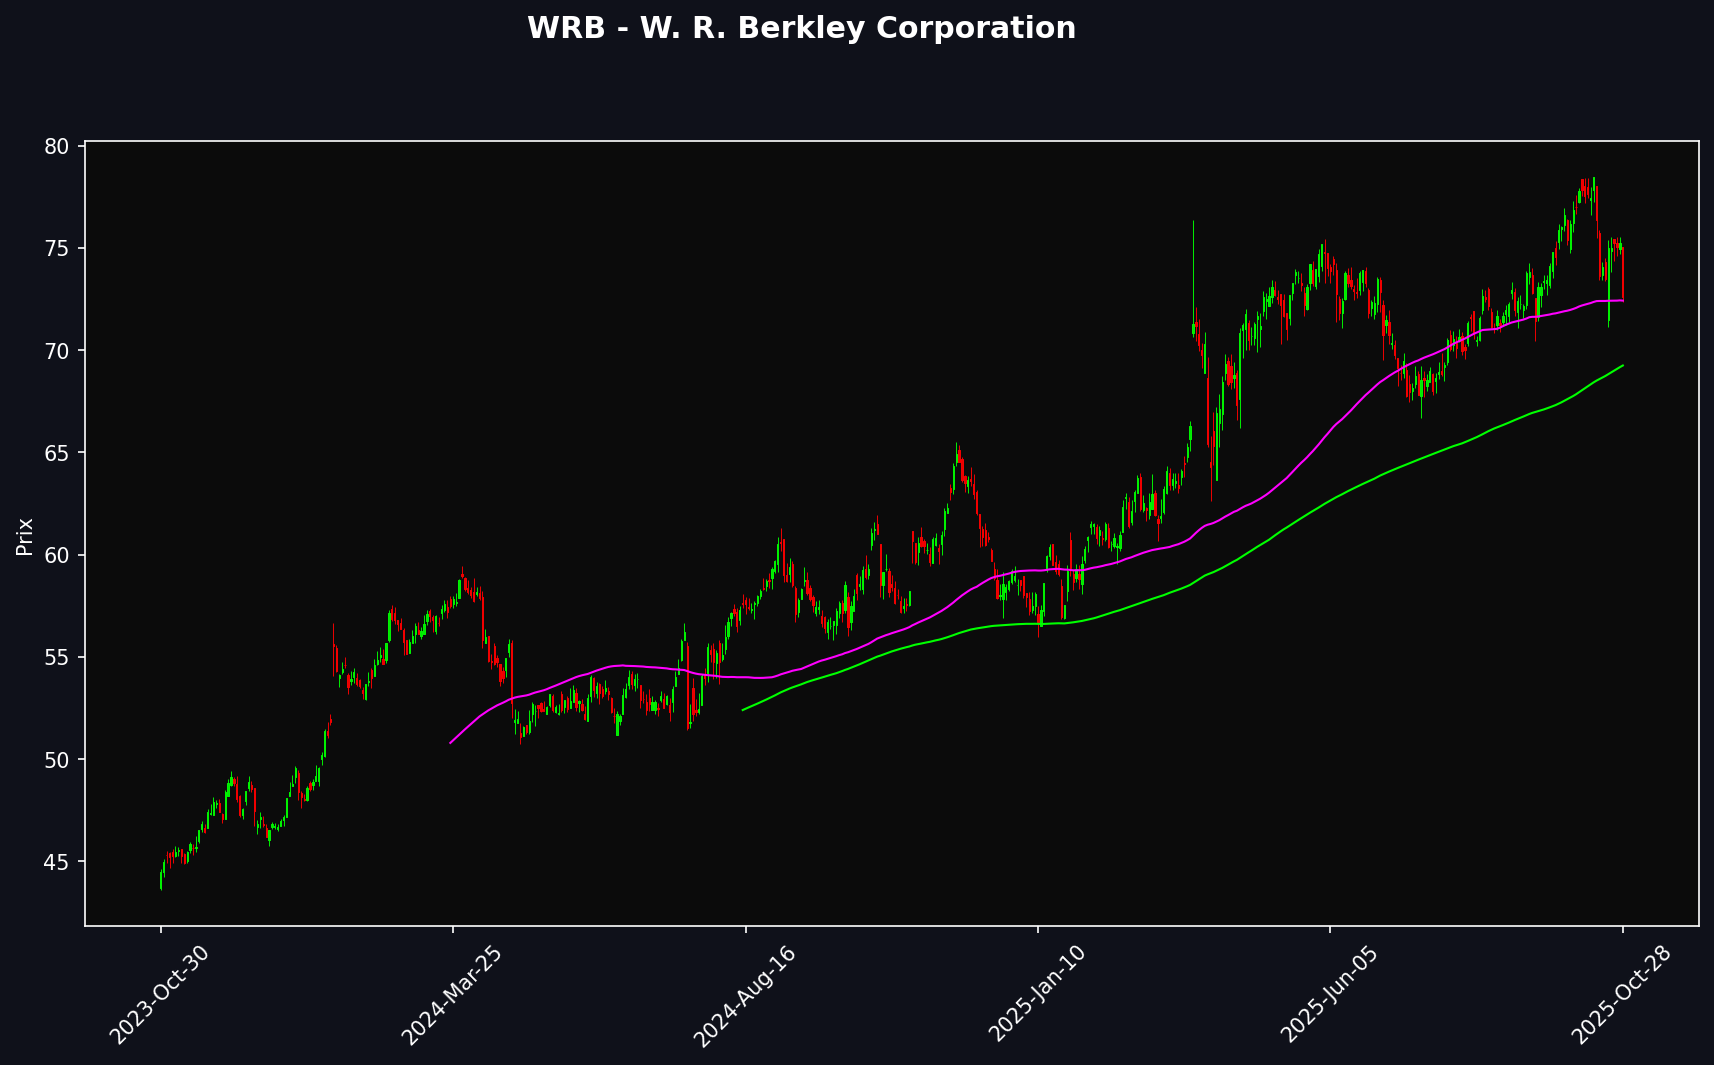 WRB - W. R. Berkley Corporation
Prix
80
75
70
65
60
55
50
45
2023-Oct-30
2024-Mar-25
2024-Aug-16
2025-Jan-10
2025-Jun-05
2025-Oct-28